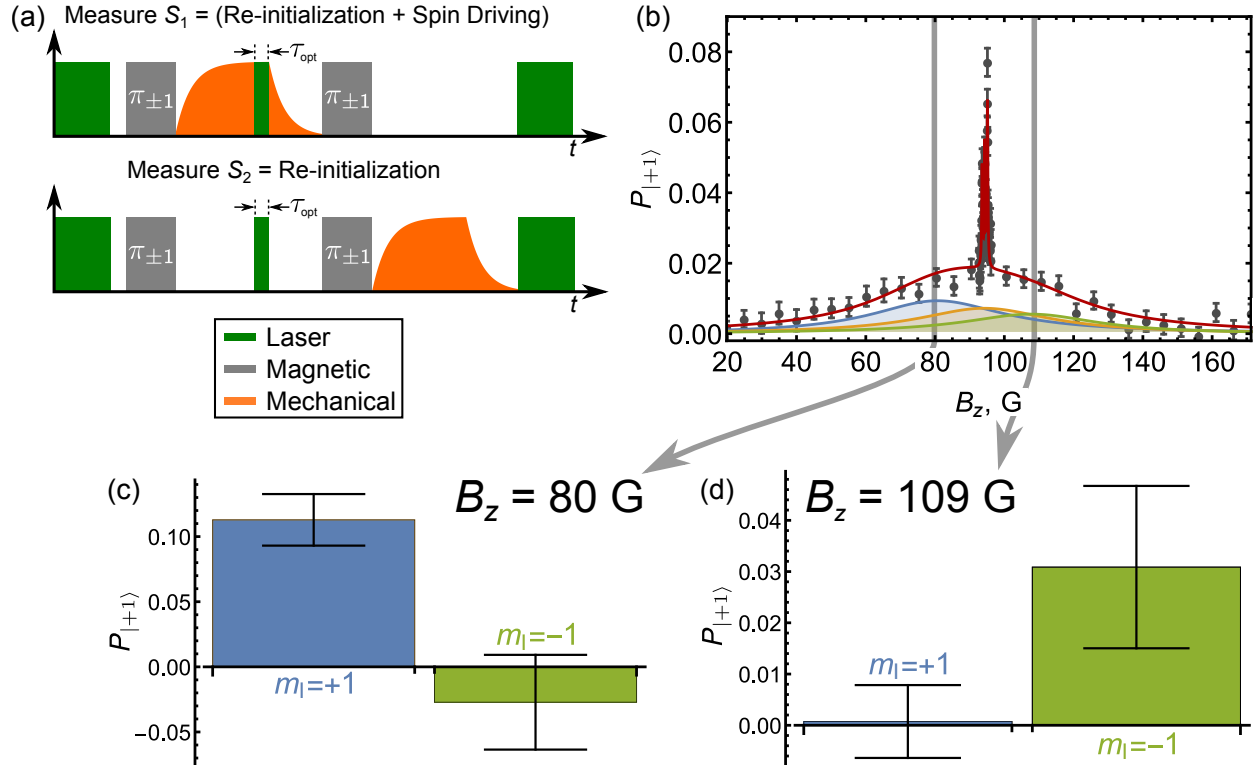 (a) Measure S₁ = (Re-initialization + Spin Driving)
τopt
π±1
π±1
t
Measure S₂ = Re-initialization
τopt
π±1
π±1
t
Laser
Magnetic
Mechanical
(b)
P|+1⟩
0.08
0.06
0.04
0.02
0.00
20 40 60 80 100 120 140 160
Bz, G
(c)
Bz = 80 G
P|+1⟩
0.10
0.05
0.00
−0.05
mI=+1
mI=−1
(d)
Bz = 109 G
P|+1⟩
0.04
0.03
0.02
0.01
0.00
mI=+1
mI=−1